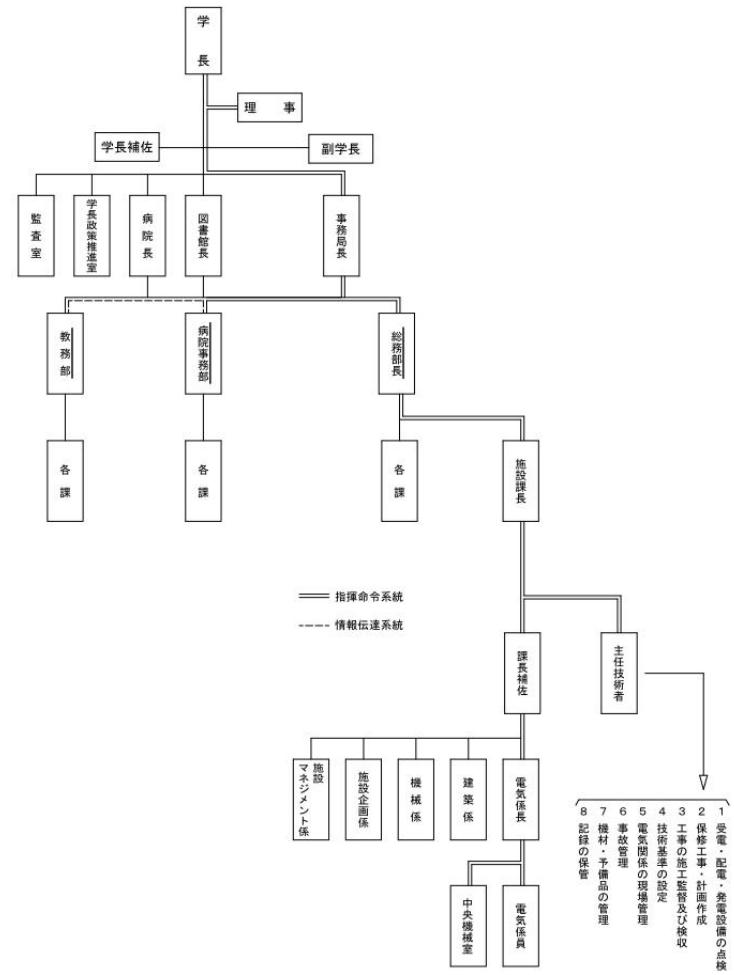 学長
理事
学長補佐
副学長
監査室
学長政策推進室
病院長
図書館長
事務局長
教務部
病院事務部
総務部長
各課
各課
各課
施設課長
指揮命令系統
情報伝達系統
課長補佐
主任技術者
施設
マネジメント係
施設企画係
機械係
建築係
電気係長
中央機械室
電気係員
1 受電・配電・発電設備の点検
2 保修工事・計画作成
3 工事の施工監督及び検収
4 技術基準の設定
5 電気関係の現場管理
6 事故管理
7 機材・予備品の管理
8 記録の保管